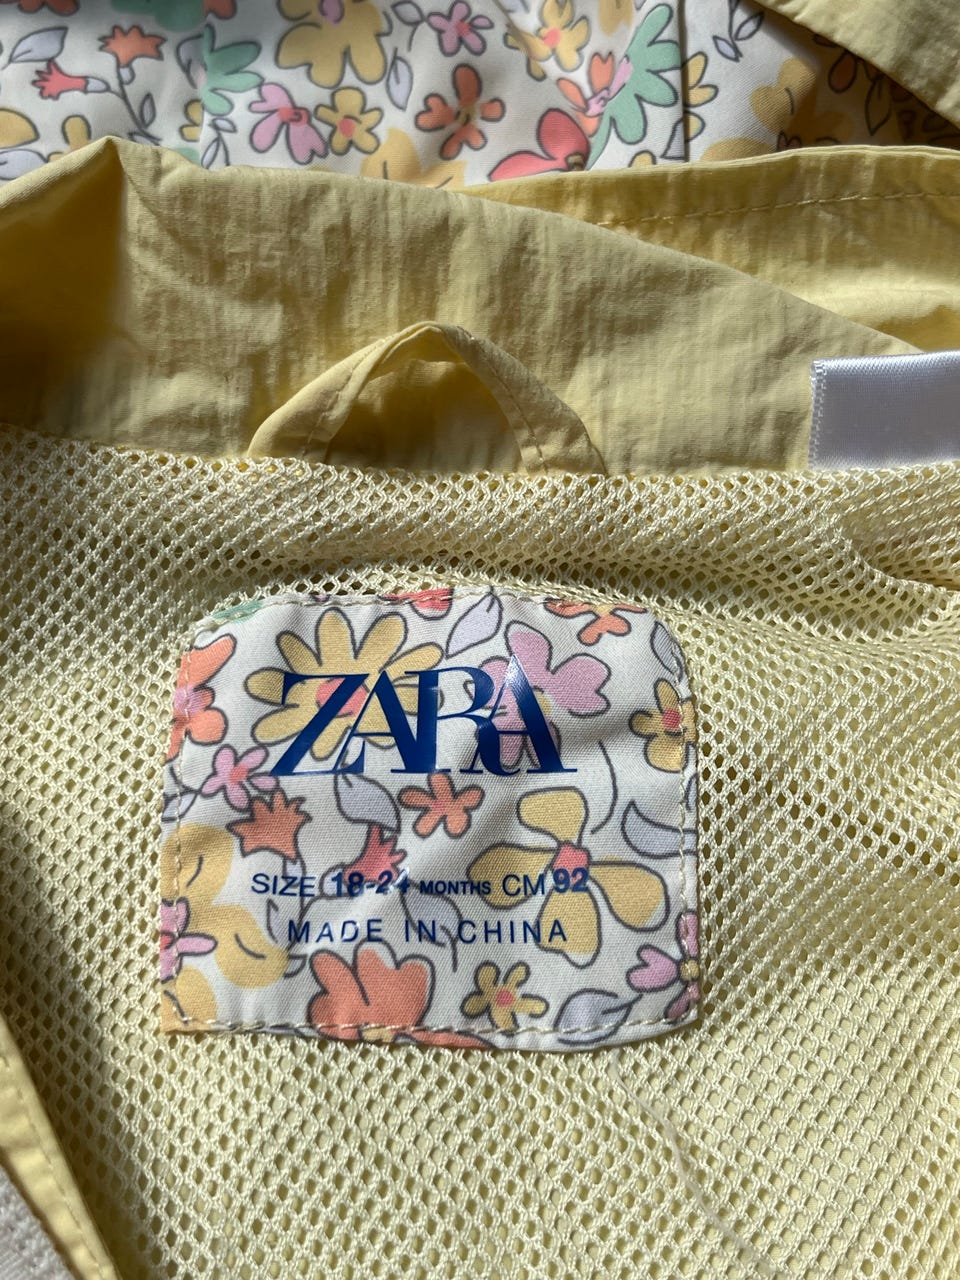 ZARA
SIZE 18-24 MONTHS CM 92
MADE IN CHINA